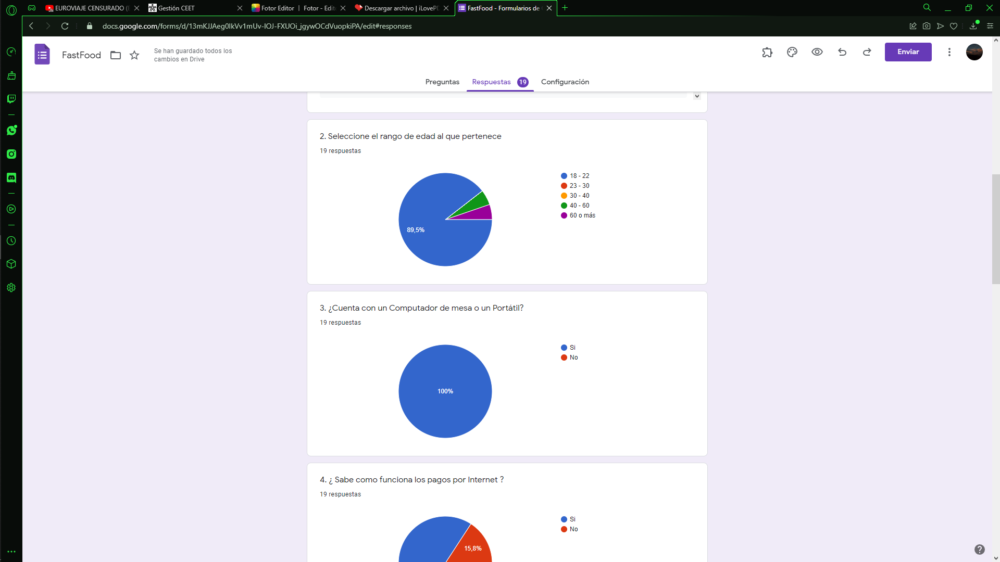 EUROVIAJE CENSURADO (
Gestión CEET
Fotor Editor | Fotor - Edit
Descargar archivo | iLovePD
FastFood - Formularios de
docs.google.com/forms/d/13mKJJAeg0lkVv1mUv-IOJ-FXUOi_jgywOCdVuopkiPA/edit#responses
FastFood
Se han guardado todos los
cambios en Drive
Enviar
Preguntas
Respuestas 19
Configuración
2. Seleccione el rango de edad al que pertenece
19 respuestas
18 - 22
23 - 30
30 - 40
40 - 60
60 o más
89,5%
3. ¿Cuenta con un Computador de mesa o un Portátil?
19 respuestas
Si
No
100%
4. ¿ Sabe como funciona los pagos por Internet ?
19 respuestas
Si
No
15,8%